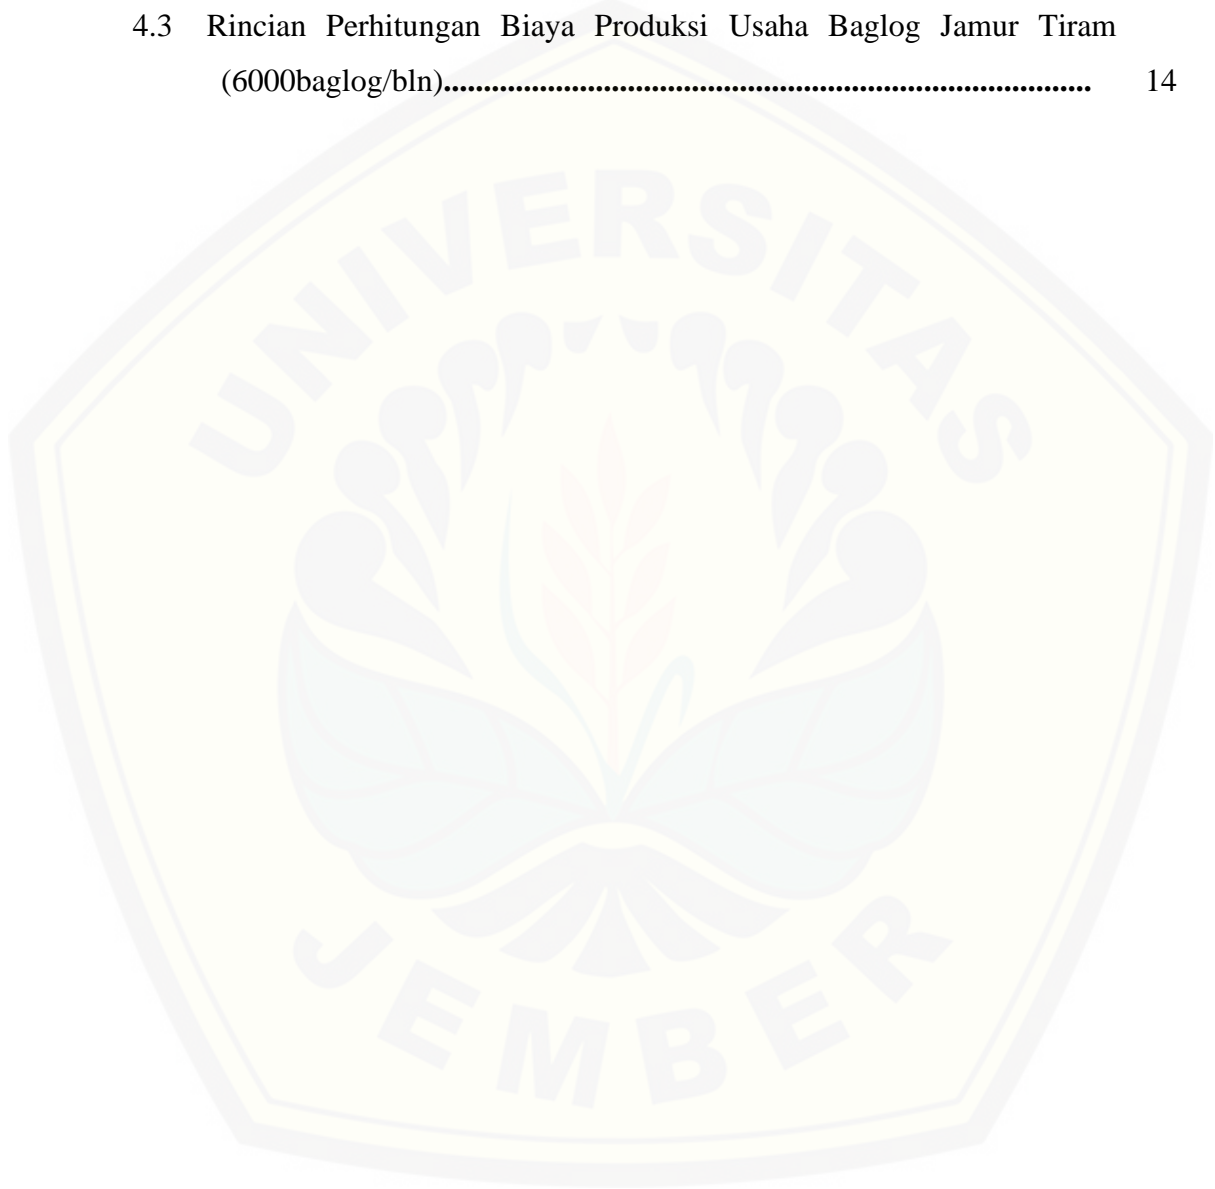 4.3 Rincian Perhitungan Biaya Produksi Usaha Baglog Jamur Tiram
(6000baglog/bln)................................................................................. 14
UNIVERSITAS
JEMBER